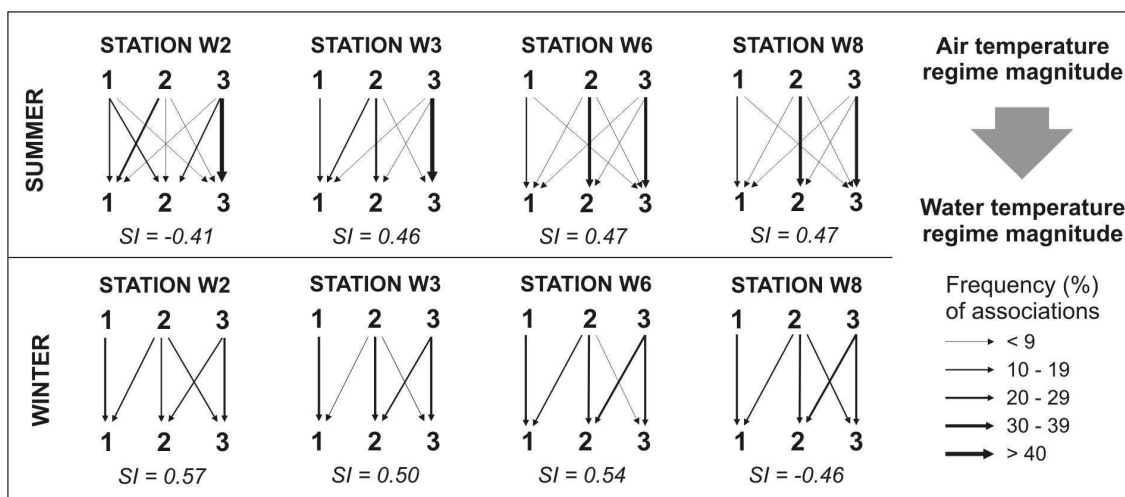 SUMMER
STATION W2 STATION W3 STATION W6 STATION W8
1 2 3 1 2 3 1 2 3 1 2 3
1 2 3 1 2 3 1 2 3 1 2 3
SI = -0.41 SI = 0.46 SI = 0.47 SI = 0.47
WINTER
STATION W2 STATION W3 STATION W6 STATION W8
1 2 3 1 2 3 1 2 3 1 2 3
1 2 3 1 2 3 1 2 3 1 2 3
SI = 0.57 SI = 0.50 SI = 0.54 SI = -0.46
Air temperature
regime magnitude
Water temperature
regime magnitude
Frequency (%)
of associations
< 9
10 - 19
20 - 29
30 - 39
> 40